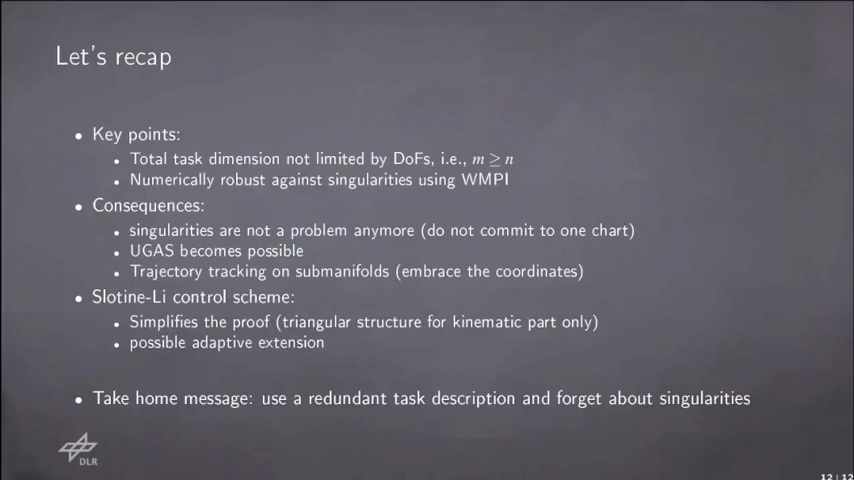 Let's recap
• Key points:
• Total task dimension not limited by DoFs, i.e., m ≥ n
• Numerically robust against singularities using WMPI
• Consequences:
• singularities are not a problem anymore (do not commit to one chart)
• UGAS becomes possible
• Trajectory tracking on submanifolds (embrace the coordinates)
• Slotine-Li control scheme:
• Simplifies the proof (triangular structure for kinematic part only)
• possible adaptive extension
• Take home message: use a redundant task description and forget about singularities
DLR
12 | 12